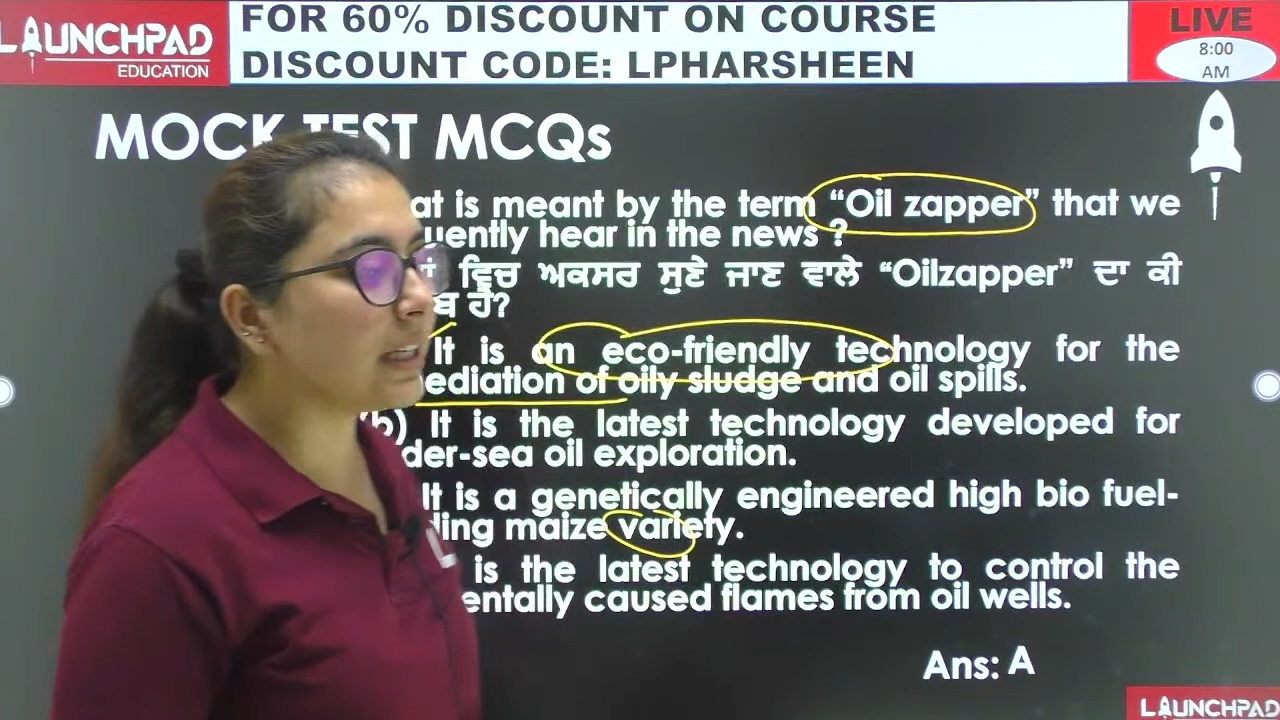 LAUNCHPAD
EDUCATION
FOR 60% DISCOUNT ON COURSE
DISCOUNT CODE: LPHARSHEEN
LIVE
8:00
AM
MOCK TEST MCQs
at is meant by the term “Oil zapper” that we
uently hear in the news ?
ਵਿੱਚ ਅਕਸਰ ਸੁਣੇ ਜਾਣ ਵਾਲੇ “Oilzapper” ਦਾ ਕੀ
ਬ ਹੈ?
It is an eco-friendly technology for the
ediation of oily sludge and oil spills.
(b) It is the latest technology developed for
der-sea oil exploration.
It is a genetically engineered high bio fuel-
ding maize variety.
is the latest technology to control the
entally caused flames from oil wells.
Ans: A
LAUNCHPAD